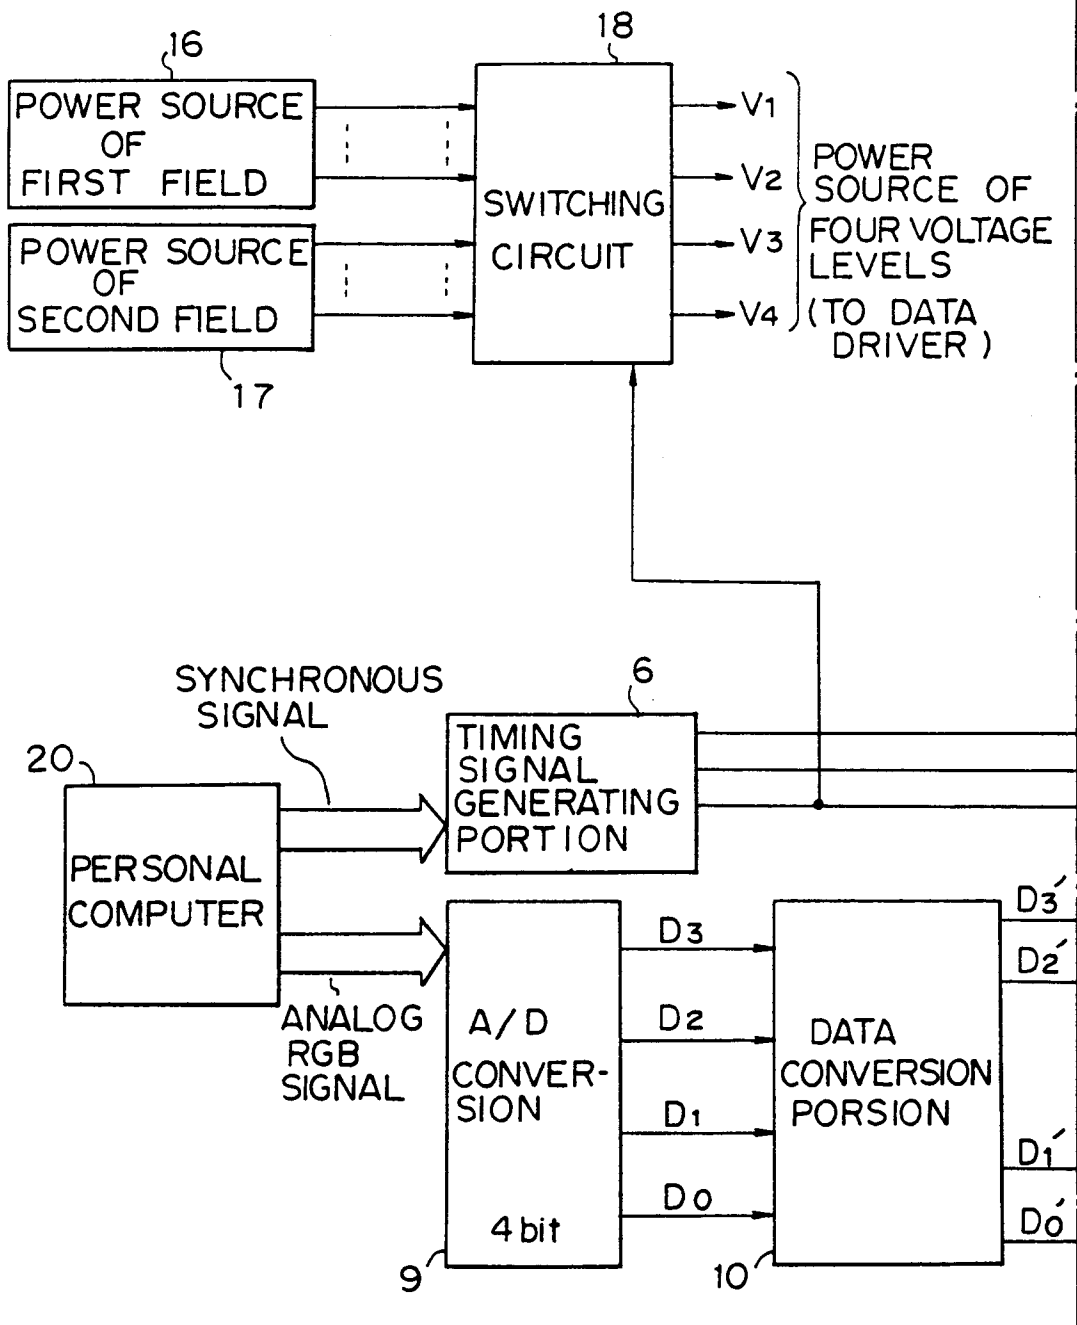 16
18
POWER SOURCE
OF
FIRST FIELD
POWER SOURCE
OF
SECOND FIELD
17
SWITCHING
CIRCUIT
V1
V2
V3
V4
POWER
SOURCE OF
FOUR VOLTAGE
LEVELS
(TO DATA
DRIVER)
SYNCHRONOUS
SIGNAL
6
TIMING
SIGNAL
GENERATING
PORTION
20
PERSONAL
COMPUTER
ANALOG
RGB
SIGNAL
A/D
CONVER-
SION
4bit
9
D3
D2
D1
D0
DATA
CONVERSION
PORSION
10
D3'
D2'
D1'
D0'